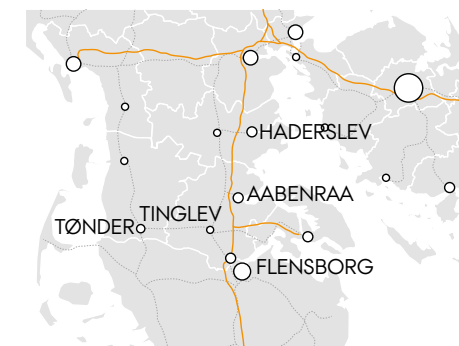 HADERSLEV
AABENRAA
TINGLEV
TØNDER
FLENSBORG